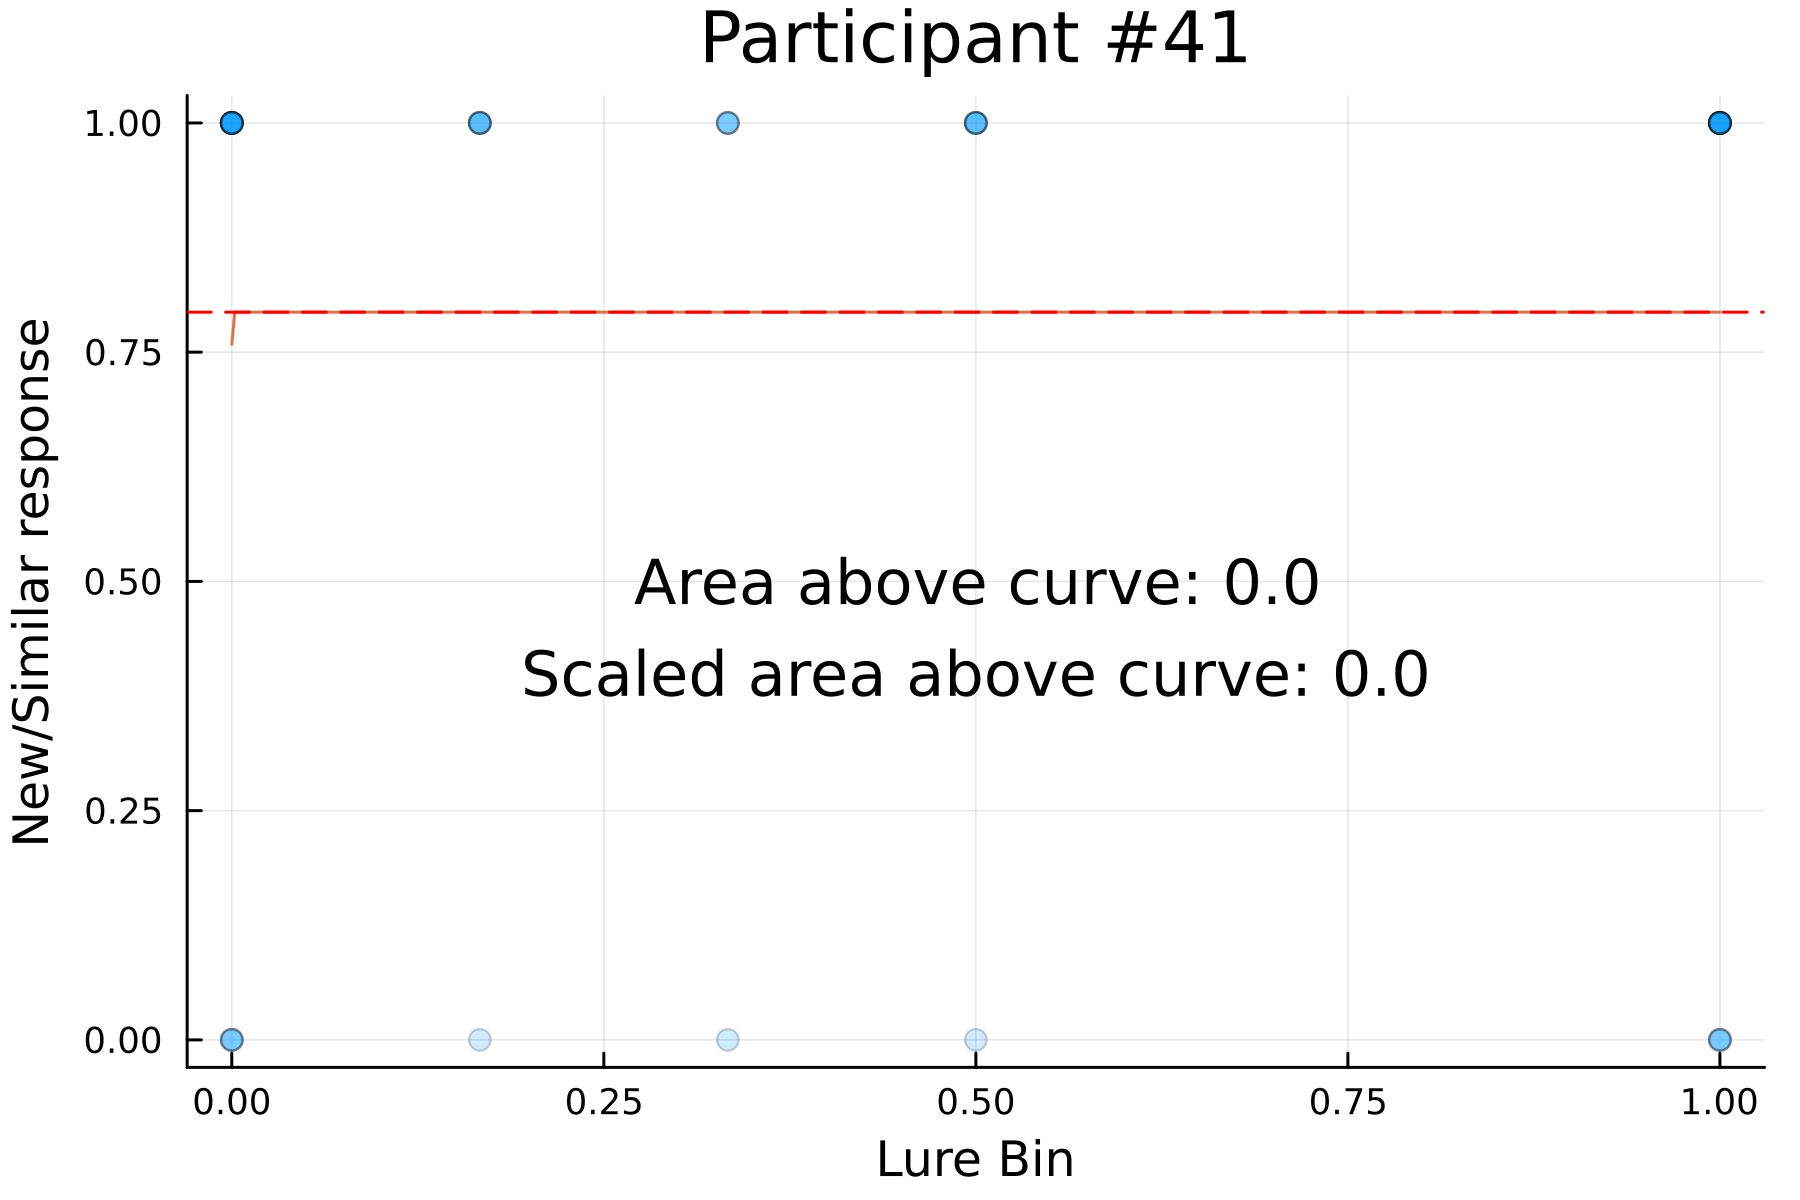 Participant #41
1.00
0.75
0.50
0.25
0.00
New/Similar response
Area above curve: 0.0
Scaled area above curve: 0.0
0.00 0.25 0.50 0.75 1.00
Lure Bin